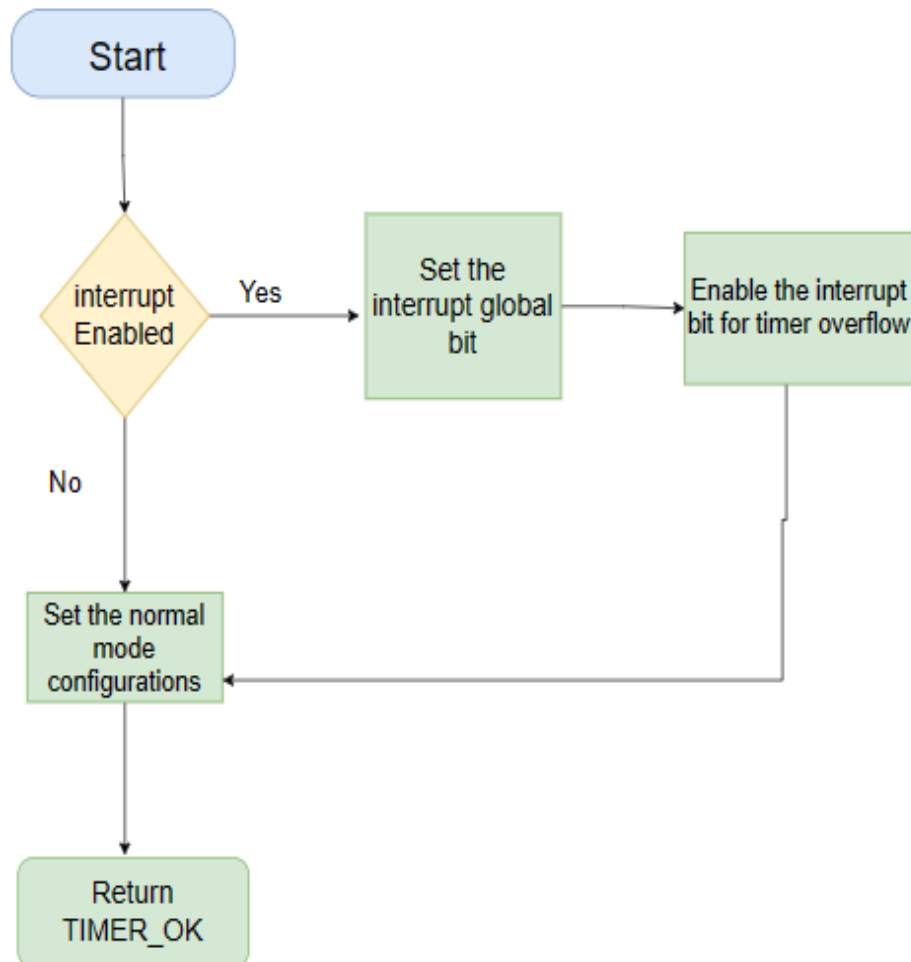 Start
interrupt
Enabled
Yes
Set the
interrupt global
bit
Enable the interrupt
bit for timer overflow
No
Set the normal
mode
configurations
Return
TIMER_OK